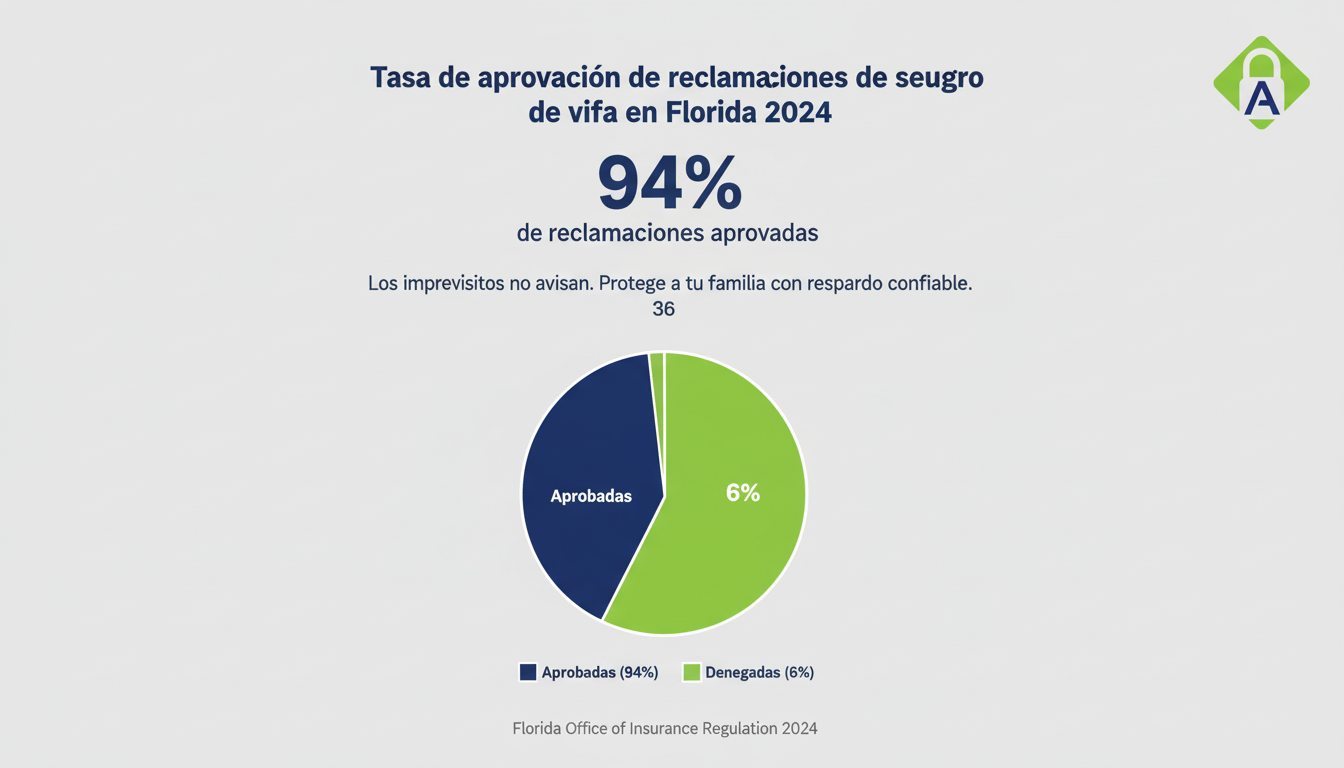 Tasa de aprovación de reclamaciones de seugro
de vifa en Florida 2024
94%
de reclamaciones aprovadas
Los imprevisitos no avisan. Protege a tu familia con respardo confiable.
36
Aprobadas
6%
Aprobadas (94%)
Denegadas (6%)
Florida Office of Insurance Regulation 2024
A